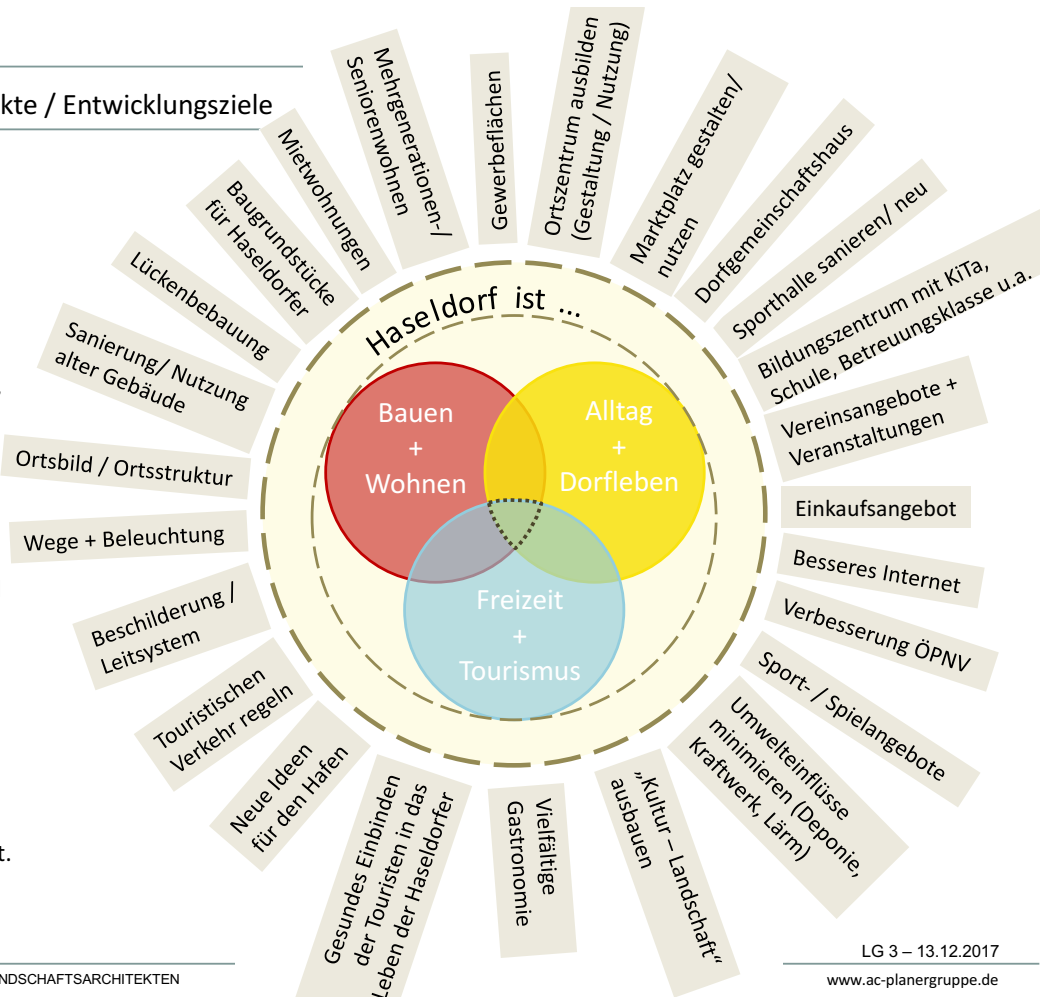 kte / Entwicklungsziele
Mehrgenerationen-/
Seniorenwohnen
Gewerbeflächen
Ortszentrum ausbilden
(Gestaltung / Nutzung)
Marktplatz gestalten/
nutzen
Dorfgemeinschaftshaus
Sporthalle sanieren/ neu
Bildungszentrum mit KiTa,
Schule, Betreuungsklasse u.a.
Vereinsangebote +
Veranstaltungen
Einkaufsangebot
Besseres Internet
Verbesserung ÖPNV
Sport- / Spielangebote
Umwelteinflüsse
minimieren (Deponie,
Kraftwerk, Lärm)
„Kultur – Landschaft“
ausbauen
Vielfältige
Gastronomie
Gesundes Einbinden
der Touristen in das
Leben der Haseldorfer
Neue Ideen
für den Hafen
Touristischen
Verkehr regeln
Beschilderung /
Leitsystem
Wege + Beleuchtung
Ortsbild / Ortsstruktur
Sanierung/ Nutzung
alter Gebäude
Lückenbebauung
Baugrundstücke
für Haseldorfer
Mietwohnungen
Haseldorf ist ...
Bauen
+
Wohnen
Alltag
+
Dorfleben
Freizeit
+
Tourismus
t.
LG 3 – 13.12.2017
NDSCHAFTSARCHITEKTEN
www.ac-planergruppe.de